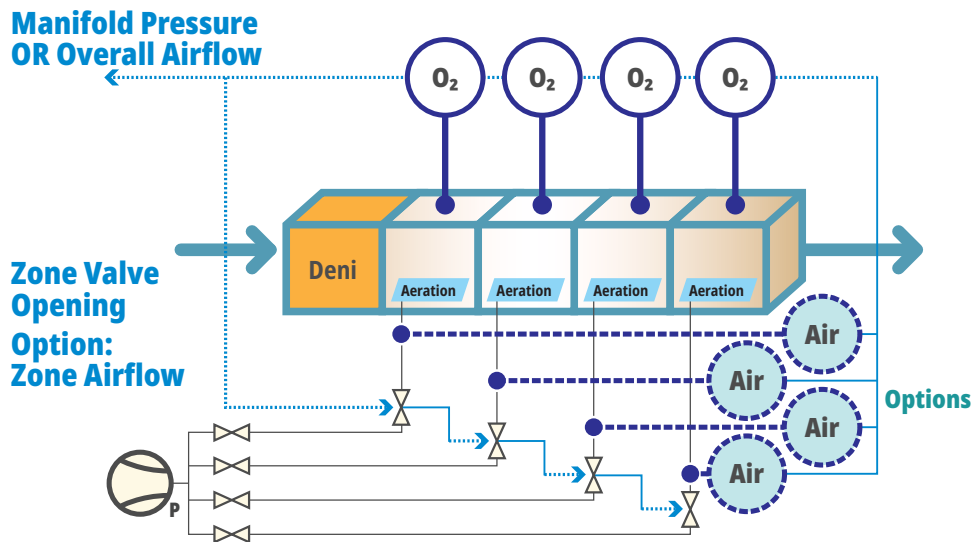 Manifold Pressure
OR Overall Airflow
O₂ O₂ O₂ O₂
Deni
Aeration Aeration Aeration Aeration
Zone Valve
Opening
Option:
Zone Airflow
Air
Air
Options
Air
Air
P